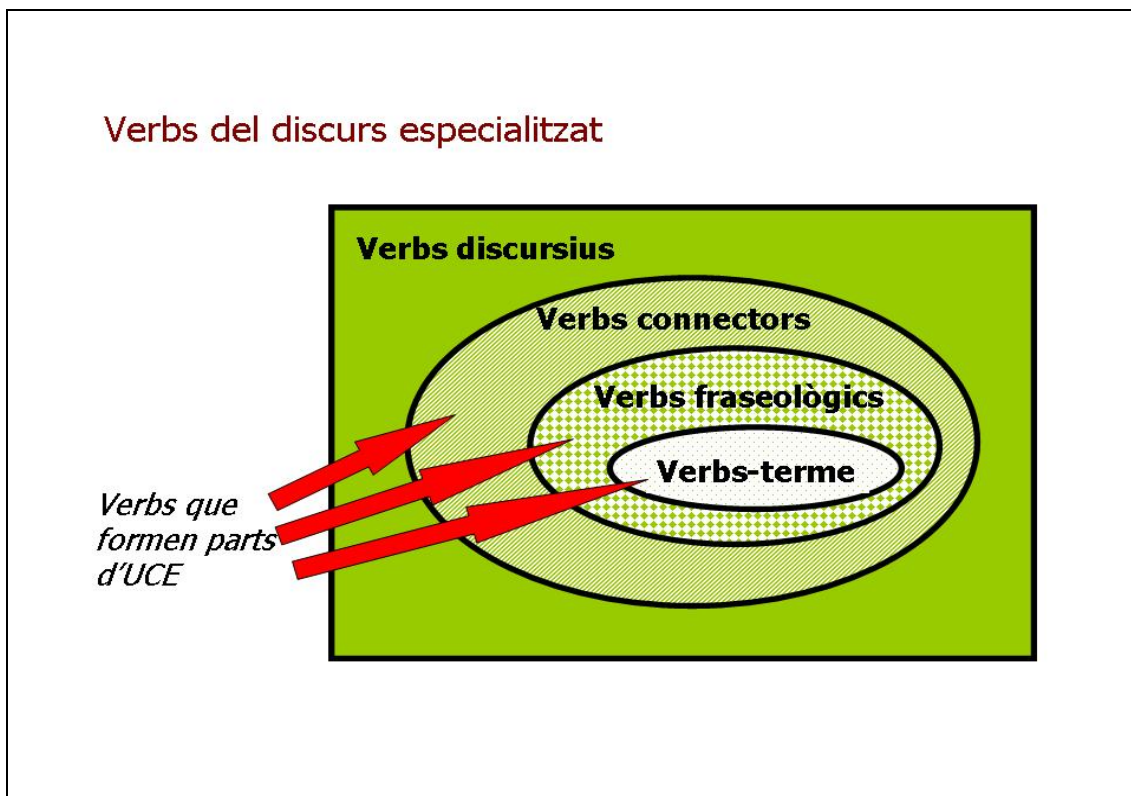 Verbs del discurs especialitzat
Verbs discursius
Verbs connectors
Verbs fraseològics
Verbs-terme
Verbs que
formen parts
d’UCE